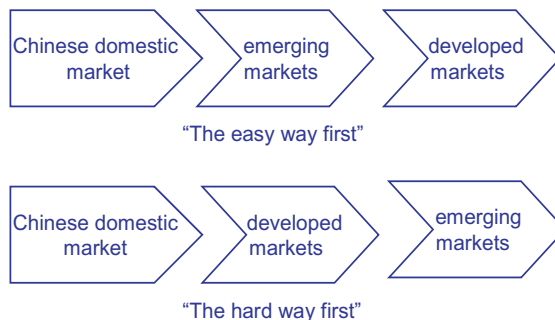 Chinese domestic
market
emerging
markets
developed
markets
“The easy way first”
Chinese domestic
market
developed
markets
emerging
markets
“The hard way first”